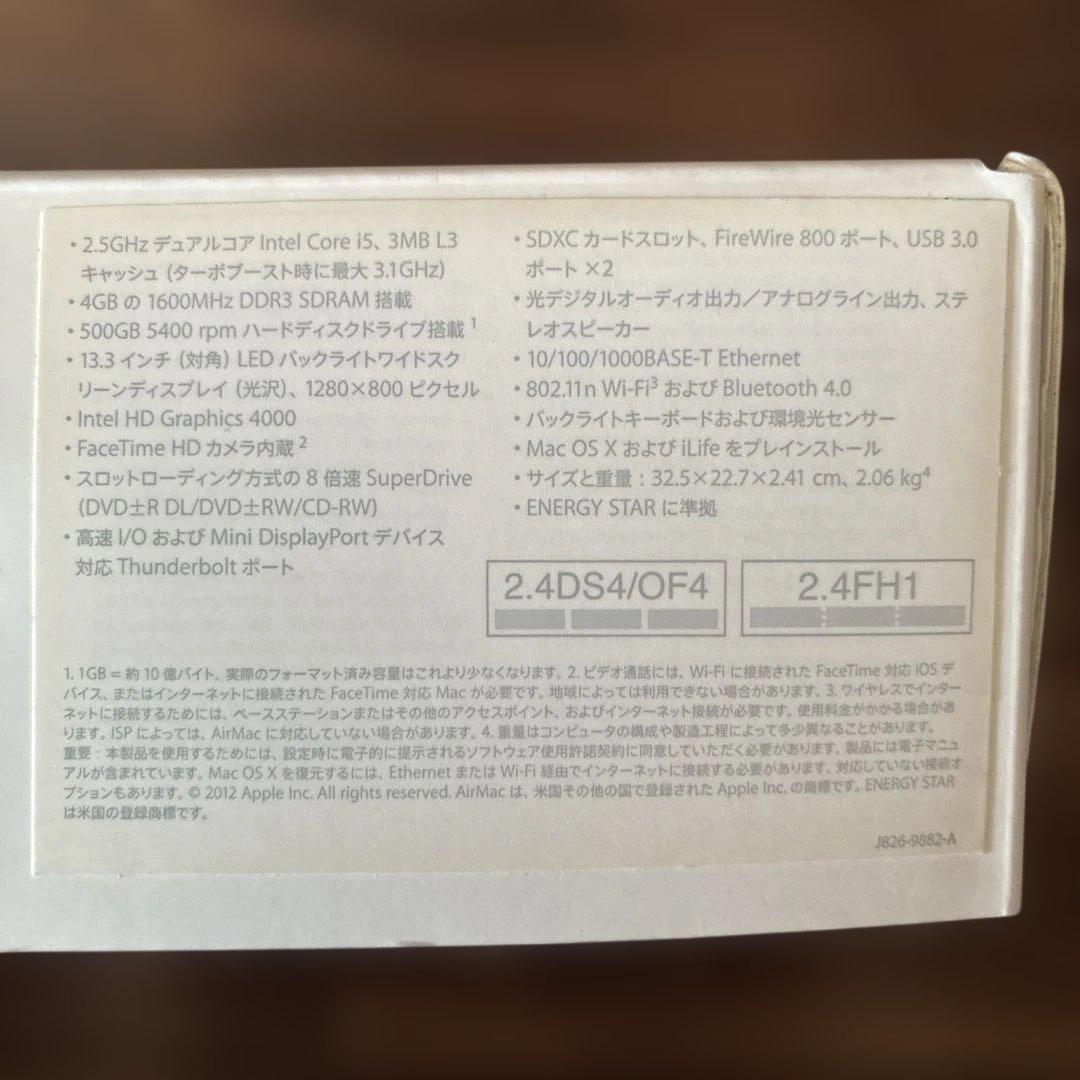 ・2.5GHz デュアルコア Intel Core i5、3MB L3
キャッシュ (ターボブースト時に最大 3.1GHz)
・4GB の 1600MHz DDR3 SDRAM 搭載
・500GB 5400 rpm ハードディスクドライブ搭載¹
・13.3 インチ (対角) LED バックライトワイドスク
リーンディスプレイ (光沢)、1280×800 ピクセル
・Intel HD Graphics 4000
・FaceTime HD カメラ内蔵²
・スロットローディング方式の 8 倍速 SuperDrive
(DVD±R DL/DVD±RW/CD-RW)
・高速 I/O および Mini DisplayPort デバイス
対応 Thunderbolt ポート
・SDXC カードスロット、FireWire 800 ポート、USB 3.0
ポート ×2
・光デジタルオーディオ出力／アナログライン出力、ステ
レオスピーカー
・10/100/1000BASE-T Ethernet
・802.11n Wi-Fi³ および Bluetooth 4.0
・バックライトキーボードおよび環境光センサー
・Mac OS X および iLife をプレインストール
・サイズと重量：32.5×22.7×2.41 cm、2.06 kg⁴
・ENERGY STAR に準拠
2.4DS4/OF4
2.4FH1
1. 1GB = 約 10 億バイト、実際のフォーマット済み容量はこれより少なくなります。2. ビデオ通話には、Wi-Fi に接続された FaceTime 対応 iOS デ
バイス、またはインターネットに接続された FaceTime 対応 Mac が必要です。地域によっては利用できない場合があります。3. ワイヤレスでインター
ネットに接続するためには、ベースステーションまたはその他のアクセスポイント、およびインターネット接続が必要です。使用料金がかかる場合があ
ります。ISP によっては、AirMac に対応していない場合があります。4. 重量はコンピュータの構成や製造工程によって多少異なることがあります。
重要：本製品を使用するためには、設定時に電子的に提示されるソフトウェア使用許諾契約に同意していただく必要があります。製品には電子マニュ
アルが含まれています。Mac OS X を復元するには、Ethernet または Wi-Fi 経由でインターネットに接続する必要があります。対応していない接続オ
プションもあります。© 2012 Apple Inc. All rights reserved. AirMac は、米国その他の国で登録された Apple Inc. の商標です。ENERGY STAR
は米国の登録商標です。
J826-9882-A